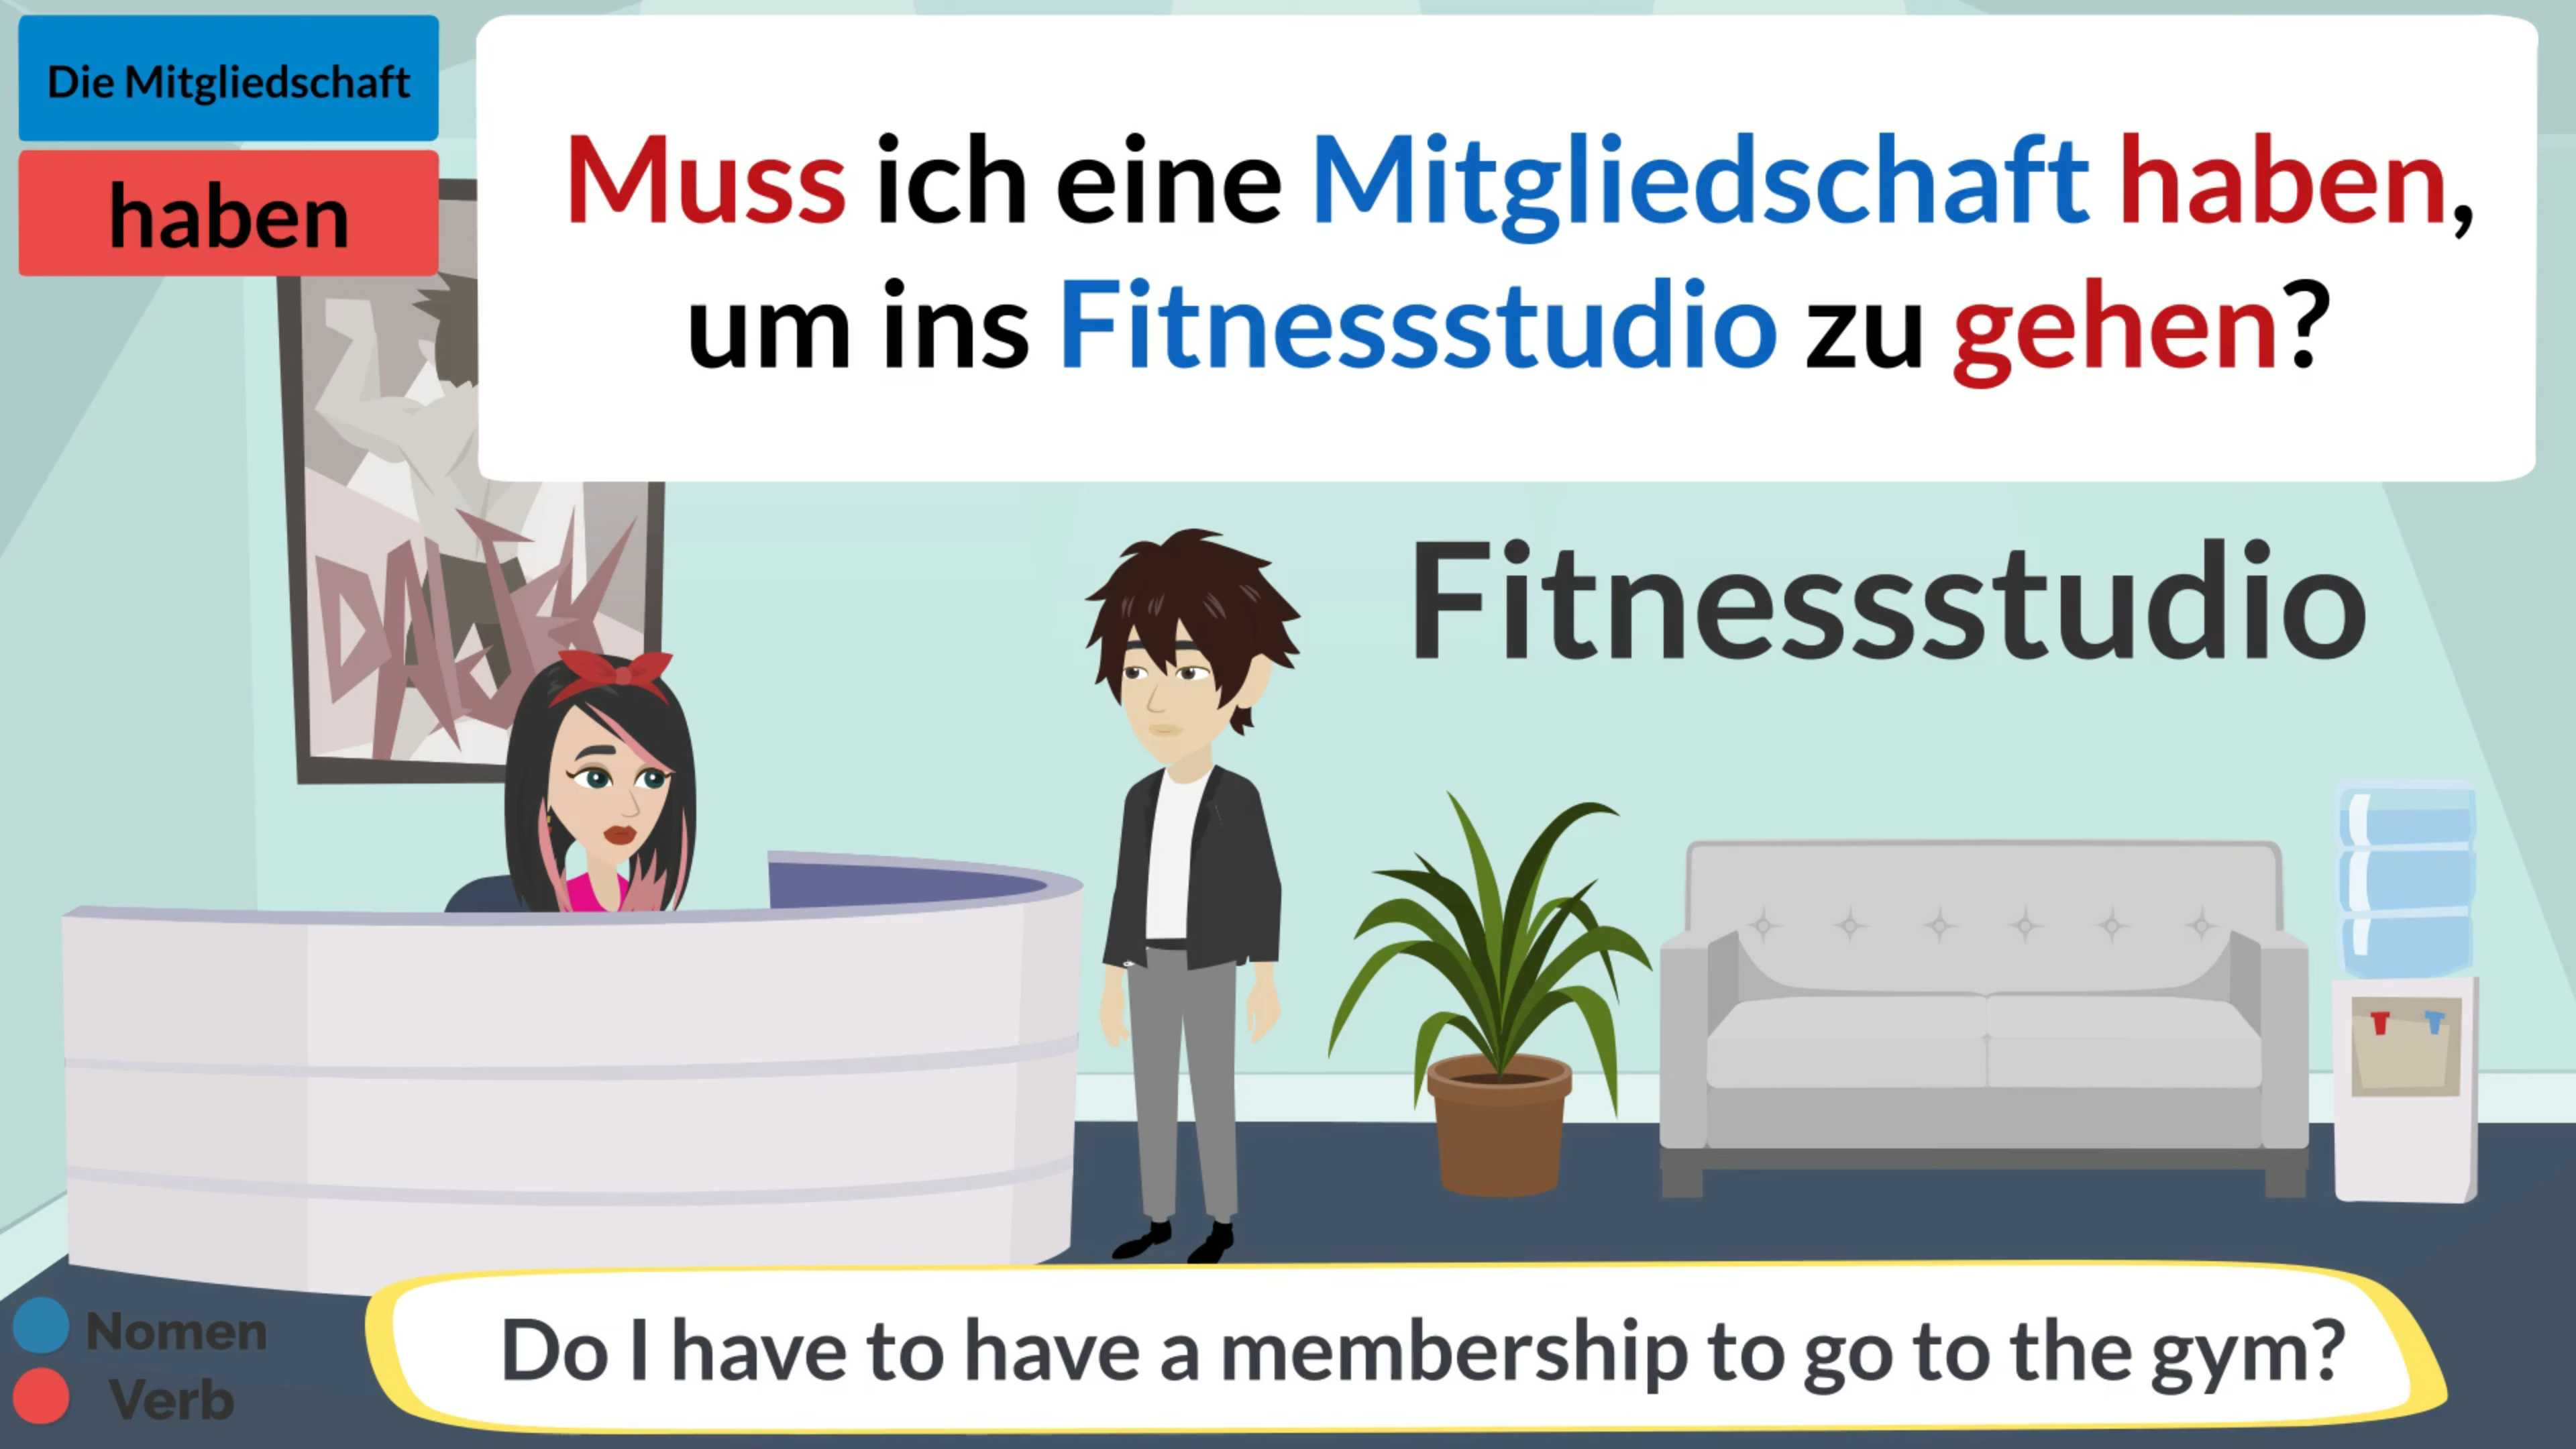 Die Mitgliedschaft
haben
Muss ich eine Mitgliedschaft haben,
um ins Fitnessstudio zu gehen?
Fitnessstudio
Nomen
Verb
Do I have to have a membership to go to the gym?